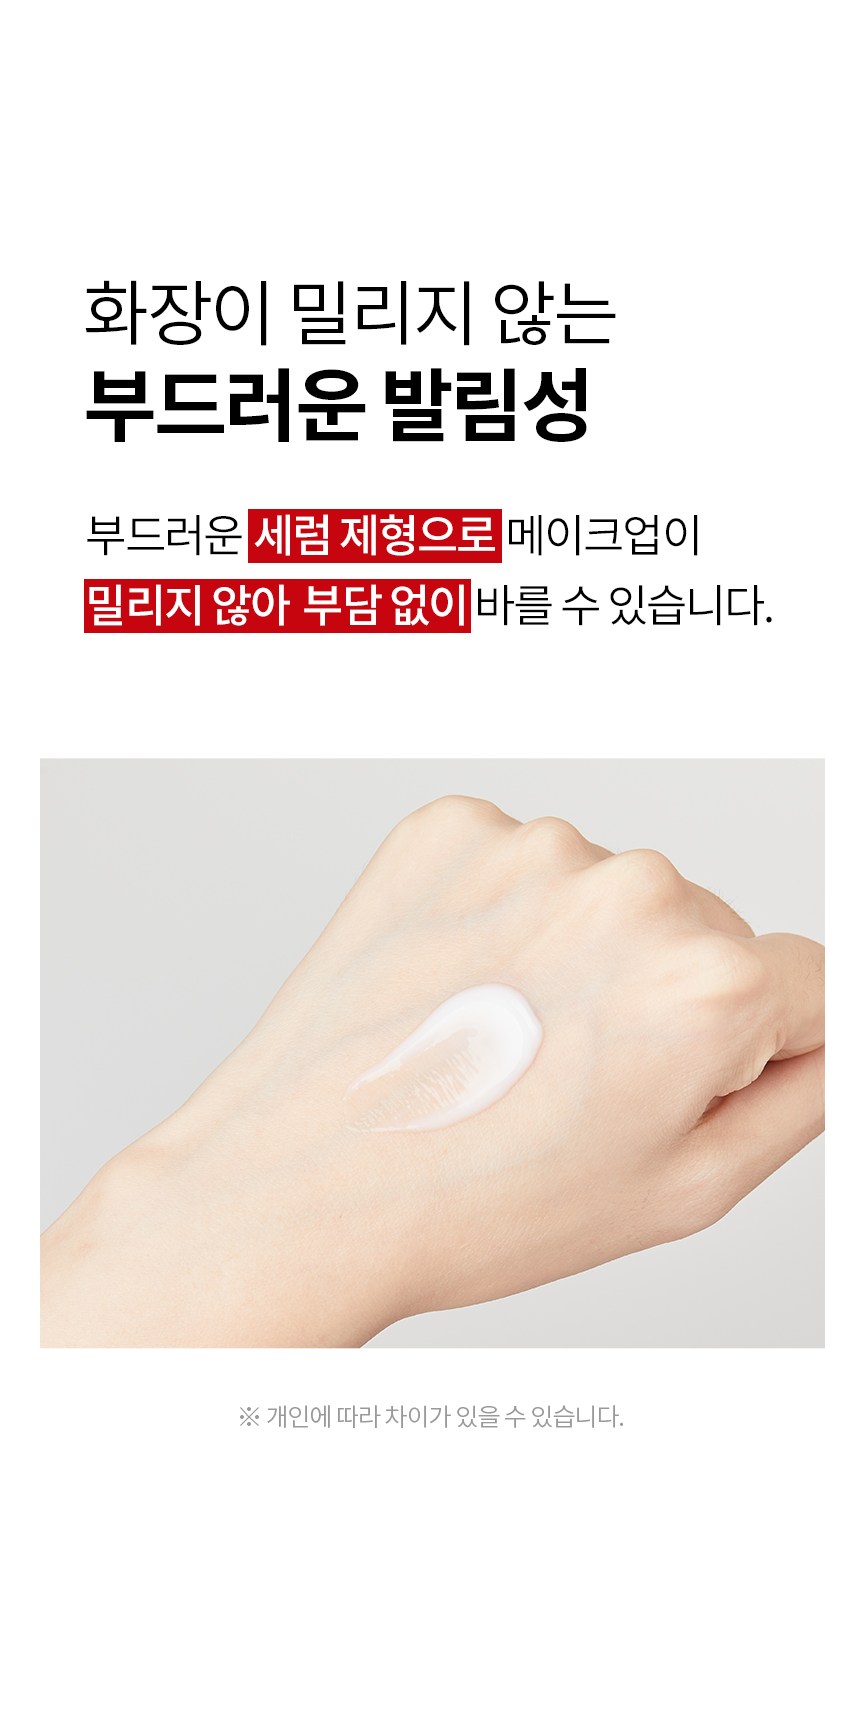 화장이 밀리지 않는
부드러운 발림성
부드러운 세럼 제형으로 메이크업이
밀리지 않아 부담 없이 바를 수 있습니다.
※ 개인에 따라 차이가 있을 수 있습니다.